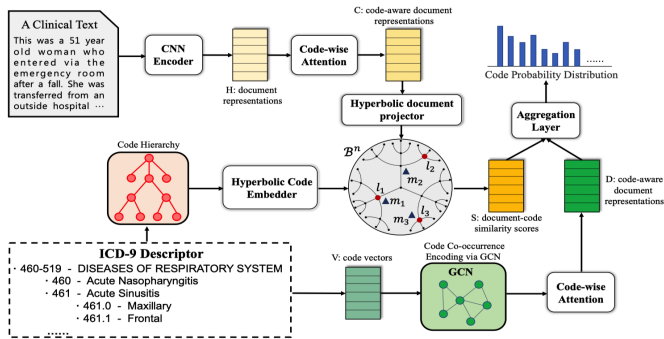 A Clinical Text
This was a 51 year
old woman who
entered via the
emergency room
after a fall. She was
transferred from an
outside hospital ...
CNN
Encoder
H: document
representations
Code-wise
Attention
C: code-aware document
representations
Hyperbolic document
projector
Code Probability Distribution
......
Aggregation
Layer
Code Hierarchy
Hyperbolic Code
Embedder
𝓑ⁿ
l₂
m₂
l₁
m₁
m₃
l₃
S: document-code
similarity scores
D: code-aware
document
representations
ICD-9 Descriptor
• 460-519 - DISEASES OF RESPIRATORY SYSTEM
• 460 - Acute Nasopharyngitis
• 461 - Acute Sinusitis
• 461.0 - Maxillary
• 461.1 - Frontal
......
V: code vectors
Code Co-occurrence
Encoding via GCN
GCN
Code-wise
Attention